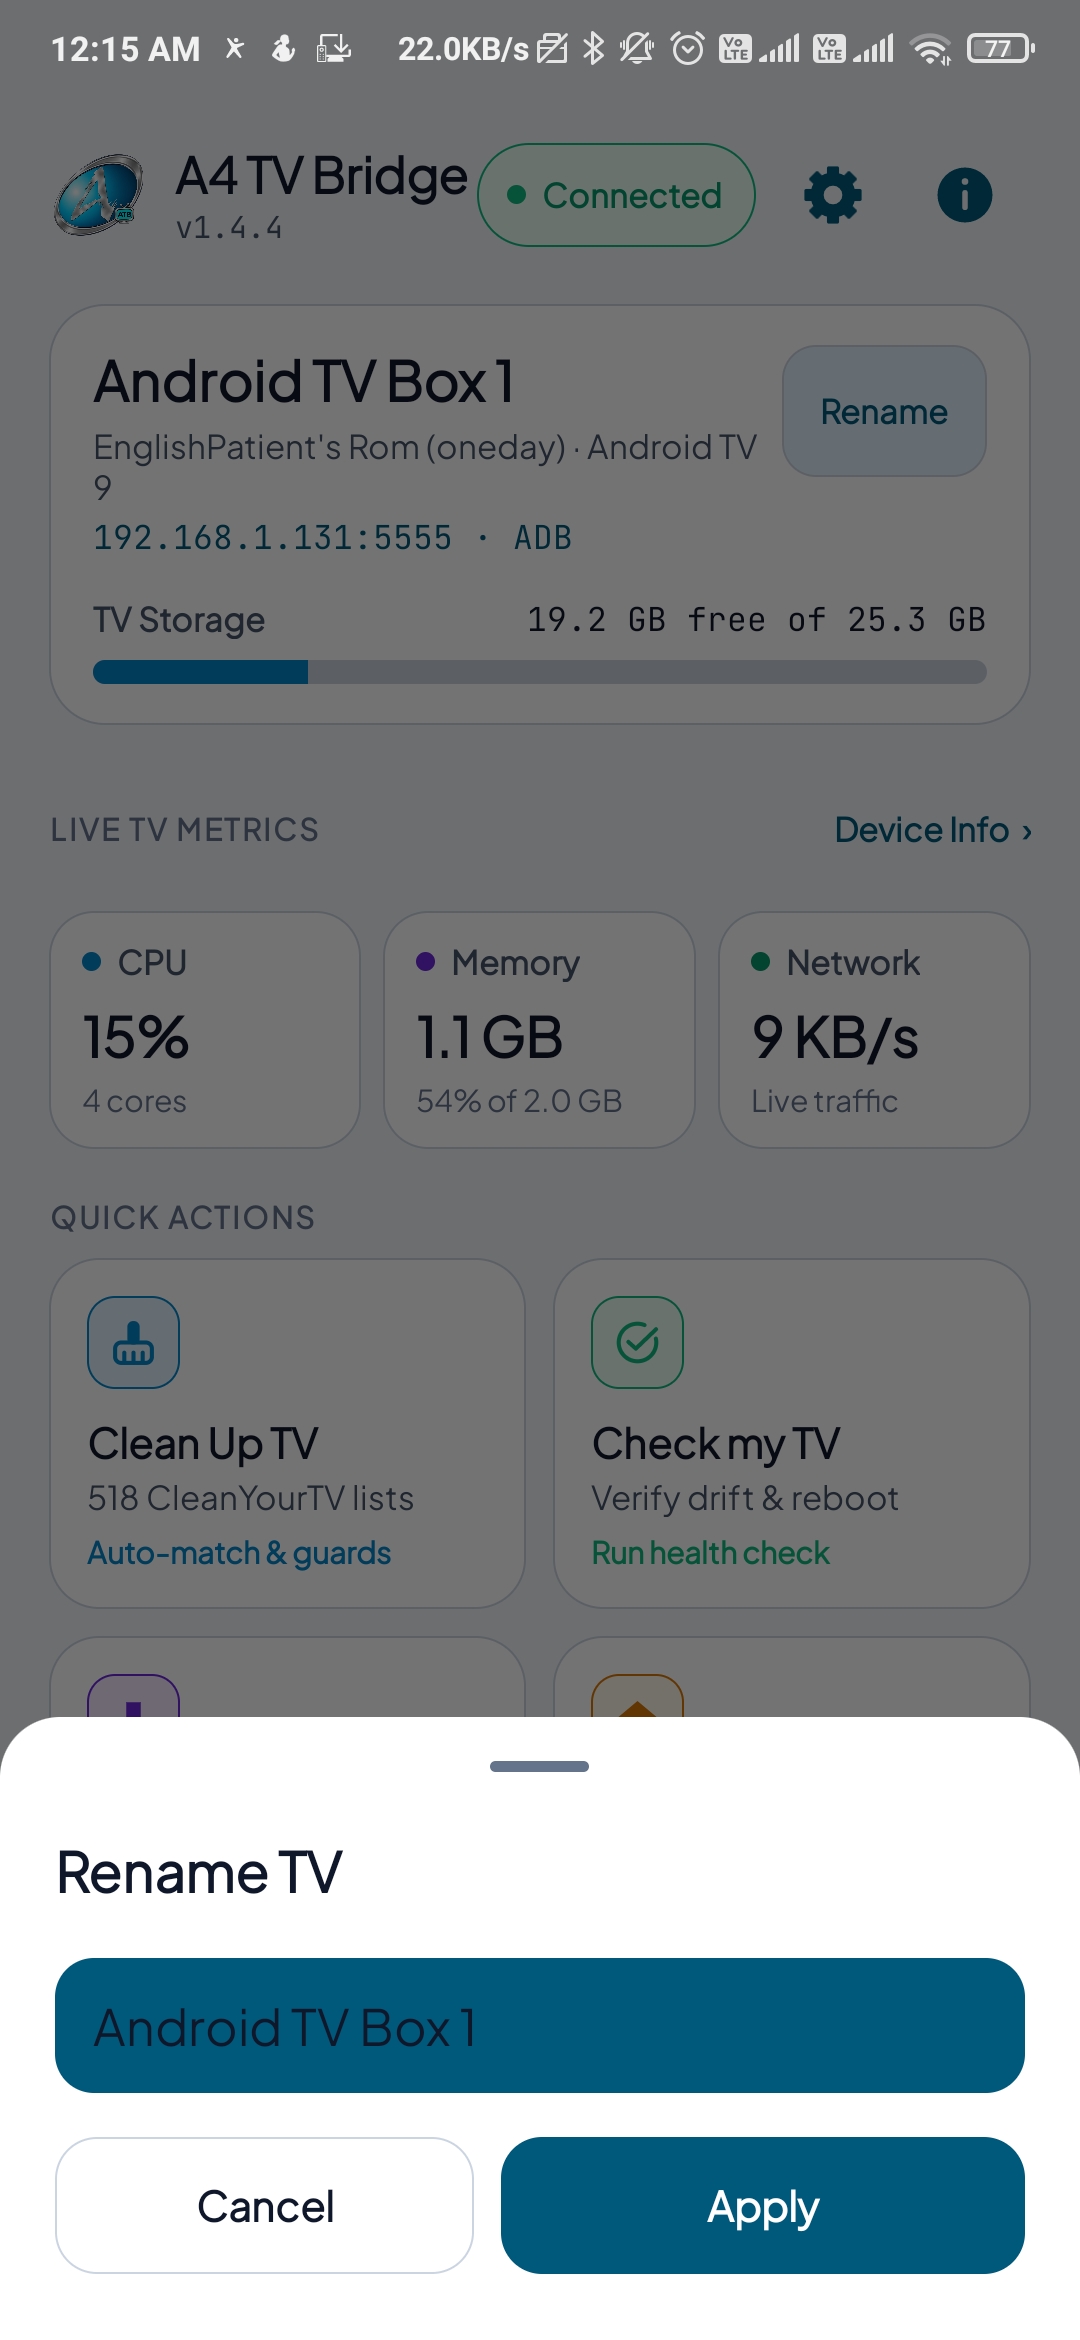 12:15 AM 22.0KB/s Vo LTE Vo LTE 77
A4 TV Bridge
v1.4.4
Connected
Android TV Box 1
Rename
EnglishPatient's Rom (oneday) · Android TV
9
192.168.1.131:5555 · ADB
TV Storage 19.2 GB free of 25.3 GB
LIVE TV METRICS Device Info ›
CPU Memory Network
15% 1.1 GB 9 KB/s
4 cores 54% of 2.0 GB Live traffic
QUICK ACTIONS
Clean Up TV Check my TV
518 CleanYourTV lists Verify drift & reboot
Auto-match & guards Run health check
Rename TV
Android TV Box 1
Cancel Apply